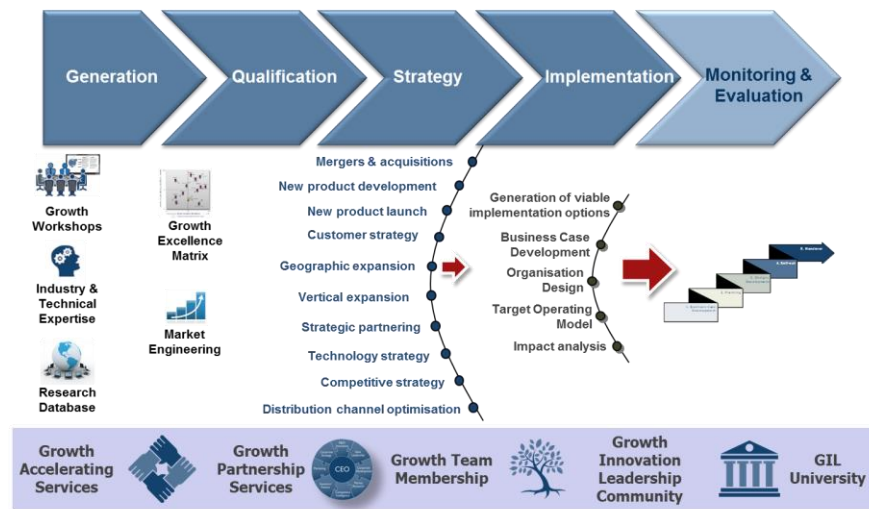 Generation
Qualification
Strategy
Implementation
Monitoring &
Evaluation
Growth
Workshops
Industry &
Technical
Expertise
Research
Database
Growth
Excellence
Matrix
Market
Engineering
Mergers & acquisitions
New product development
New product launch
Customer strategy
Geographic expansion
Vertical expansion
Strategic partnering
Technology strategy
Competitive strategy
Distribution channel optimisation
Generation of viable
implementation options
Business Case
Development
Organisation
Design
Target Operating
Model
Impact analysis
Growth
Accelerating
Services
Growth
Partnership
Services
CEO
Growth Team
Membership
Growth
Innovation
Leadership
Community
GIL
University